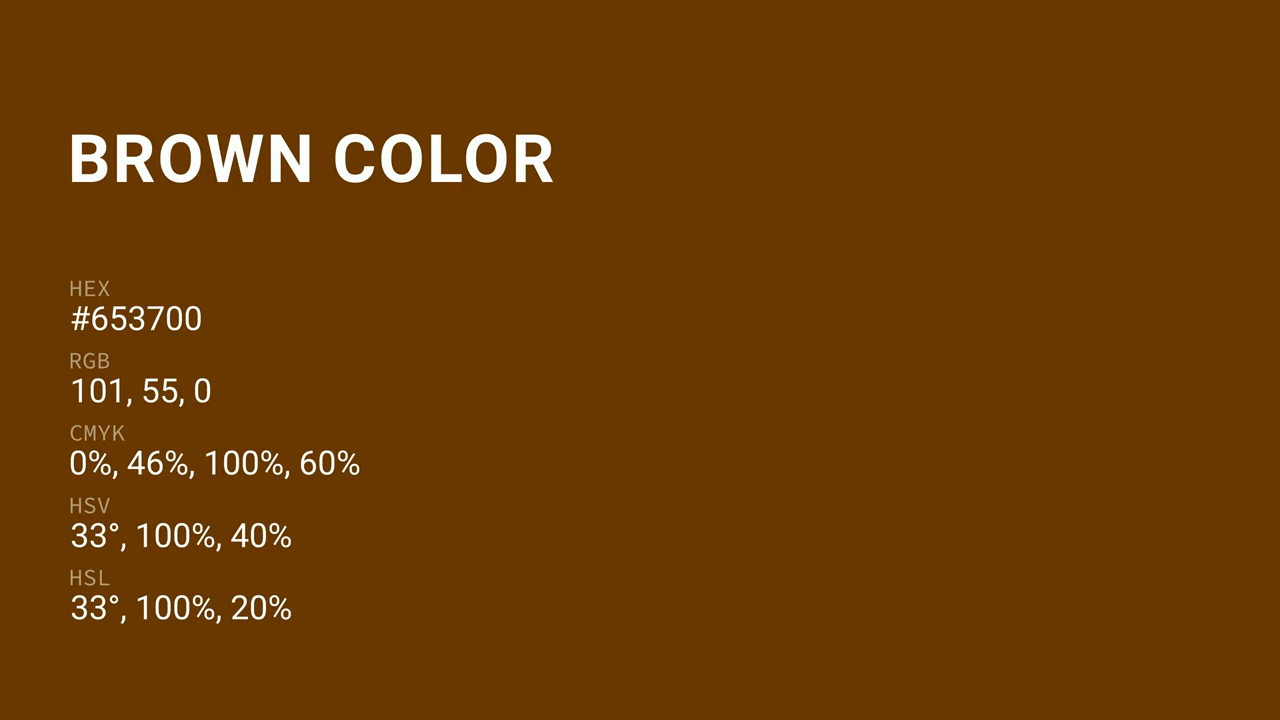 BROWN COLOR
HEX
#653700
RGB
101, 55, 0
CMYK
0%, 46%, 100%, 60%
HSV
33°, 100%, 40%
HSL
33°, 100%, 20%